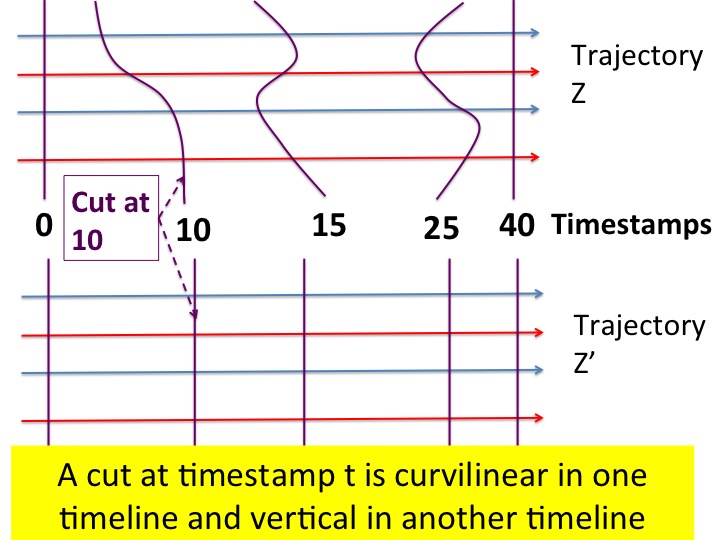 Trajectory
Z
Cut at
10
0 10 15 25 40 Timestamps
Trajectory
Z’
A cut at timestamp t is curvilinear in one
timeline and vertical in another timeline